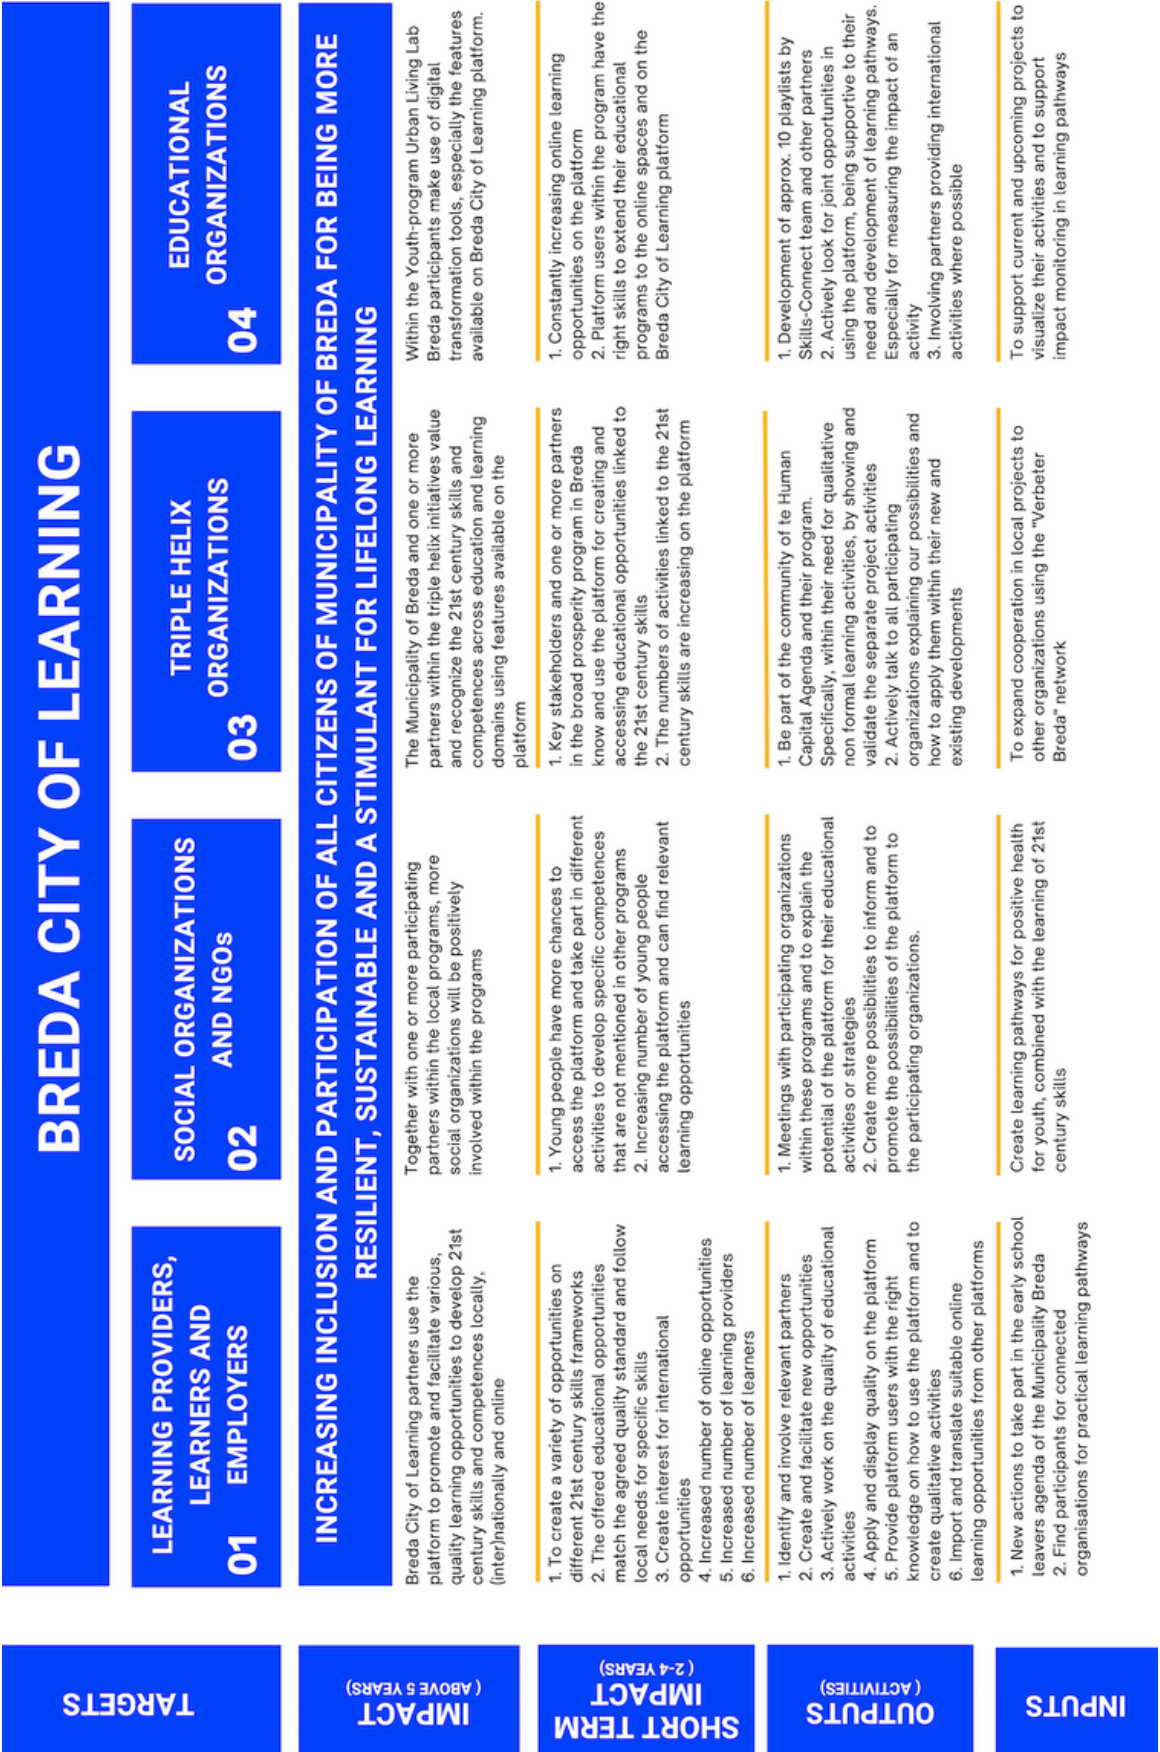 BREDA CITY OF LEARNING
TARGETS
LEARNING PROVIDERS,
LEARNERS AND
01 EMPLOYERS
SOCIAL ORGANIZATIONS
02 AND NGOs
TRIPLE HELIX
03 ORGANIZATIONS
EDUCATIONAL
04 ORGANIZATIONS
IMPACT
( ABOVE 5 YEARS)
INCREASING INCLUSION AND PARTICIPATION OF ALL CITIZENS OF MUNICIPALITY OF BREDA FOR BEING MORE
RESILIENT, SUSTAINABLE AND A STIMULANT FOR LIFELONG LEARNING
Breda City of Learning partners use the
platform to promote and facilitate various,
quality learning opportunities to develop 21st
century skills and competences locally,
(inter)nationally and online
Together with one or more participating
partners within the local programs, more
social organizations will be positively
involved within the programs
The Municipality of Breda and one or more
partners within the triple helix initiatives value
and recognize the 21st century skills and
competences across education and learning
domains using features available on the
platform
Within the Youth-program Urban Living Lab
Breda participants make use of digital
transformation tools, especially the features
available on Breda City of Learning platform.
SHORT TERM
IMPACT
( 2-4 YEARS)
1. To create a variety of opportunities on
different 21st century skills frameworks
2. The offered educational opportunities
match the agreed quality standard and follow
local needs for specific skills
3. Create interest for international
opportunities
4. Increased number of online opportunities
5. Increased number of learning providers
6. Increased number of learners
1. Young people have more chances to
access the platform and take part in different
activities to develop specific competences
that are not mentioned in other programs
2. Increasing number of young people
accessing the platform and can find relevant
learning opportunities
1. Key stakeholders and one or more partners
in the broad prosperity program in Breda
know and use the platform for creating and
accessing educational opportunities linked to
the 21st century skills
2. The numbers of activities linked to the 21st
century skills are increasing on the platform
1. Constantly increasing online learning
opportunities on the platform
2. Platform users within the program have the
right skills to extend their educational
programs to the online spaces and on the
Breda City of Learning platform
OUTPUTS
( ACTIVITIES)
1. Identify and involve relevant partners
2. Create and facilitate new opportunities
3. Actively work on the quality of educational
activities
4. Apply and display quality on the platform
5. Provide platform users with the right
knowledge on how to use the platform and to
create qualitative activities
6. Import and translate suitable online
learning opportunities from other platforms
1. Meetings with participating organizations
within these programs and to explain the
potential of the platform for their educational
activities or strategies
2. Create more possibilities to inform and to
promote the possibilities of the platform to
the participating organizations.
1. Be part of the community of te Human
Capital Agenda and their program.
Specifically, within their need for qualitative
non formal learning activities, by showing and
validate the separate project activities
2. Actively talk to all participating
organizations explaining our possibilities and
how to apply them within their new and
existing developments
1. Development of approx. 10 playlists by
Skills-Connect team and other partners
2. Actively look for joint opportunities in
using the platform, being supportive to their
need and development of learning pathways.
Especially for measuring the impact of an
activity
3. Involving partners providing international
activities where possible
INPUTS
1. New actions to take part in the early school
leavers agenda of the Municipality Breda
2. Find participants for connected
organisations for practical learning pathways
Create learning pathways for positive health
for youth, combined with the learning of 21st
century skills
To expand cooperation in local projects to
other organizations using the "Verbeter
Breda" network
To support current and upcoming projects to
visualize their activities and to support
impact monitoring in learning pathways